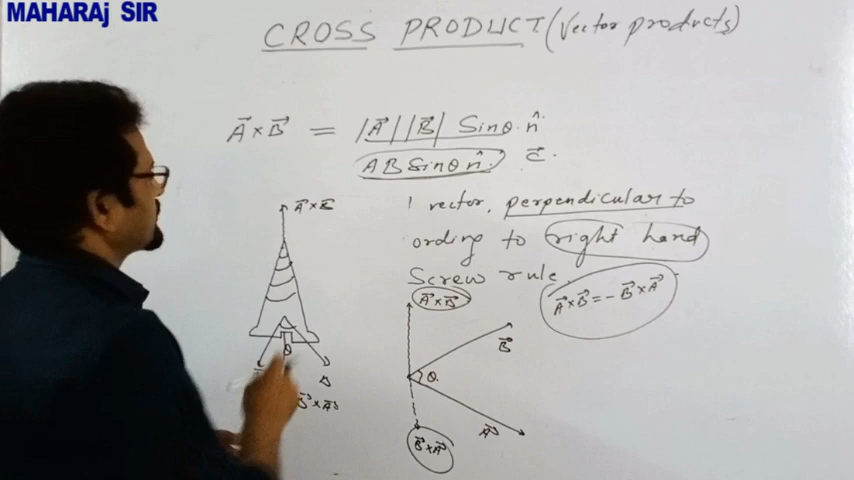 MAHARAj SIR
CROSS PRODUCT (Vector products)
A⃗ × B⃗ = |A⃗||B⃗| Sinθ. n̂
AB Sinθ n̂. C⃗.
vector, perpendicular to
ording to right hand
Screw rule
A⃗×B⃗ = - B⃗×A⃗
A⃗×B⃗
B⃗
θ
A⃗
B⃗×A⃗
θ
B⃗×A⃗